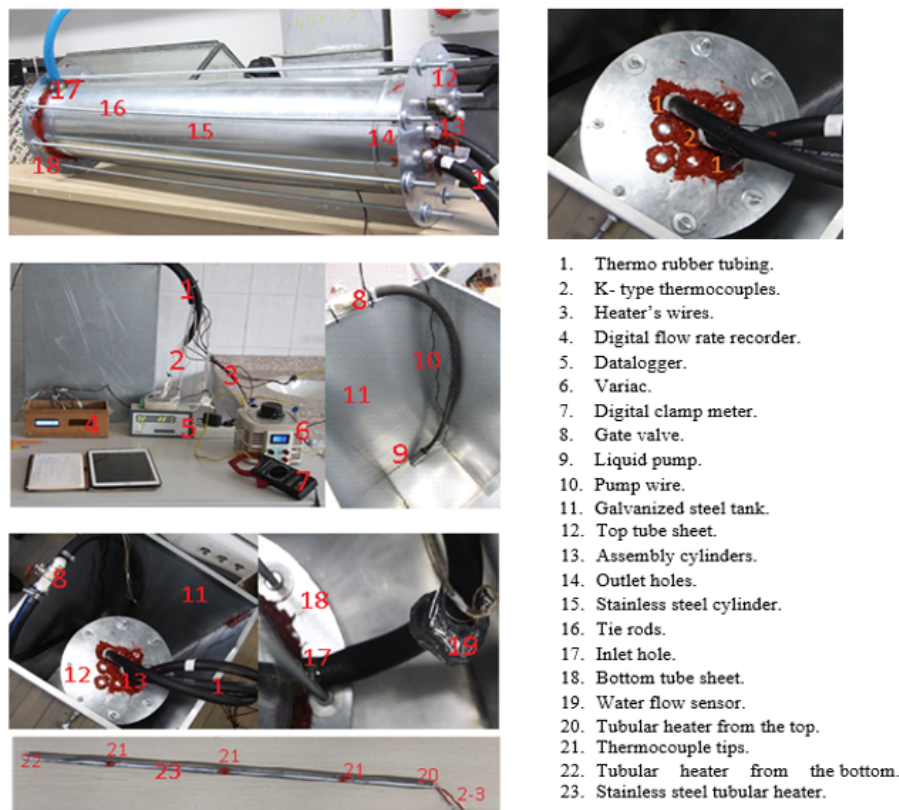 17
12
16
13
15
14
18
1
1
2
1
1
8
2
3
10
11
4
5
6
9
7
8
11
18
12
13
1
17
19
22
21
21
21
20
23
2-3
1. Thermo rubber tubing.
2. K- type thermocouples.
3. Heater's wires.
4. Digital flow rate recorder.
5. Datalogger.
6. Variac.
7. Digital clamp meter.
8. Gate valve.
9. Liquid pump.
10. Pump wire.
11. Galvanized steel tank.
12. Top tube sheet.
13. Assembly cylinders.
14. Outlet holes.
15. Stainless steel cylinder.
16. Tie rods.
17. Inlet hole.
18. Bottom tube sheet.
19. Water flow sensor.
20. Tubular heater from the top.
21. Thermocouple tips.
22. Tubular heater from the bottom.
23. Stainless steel tubular heater.